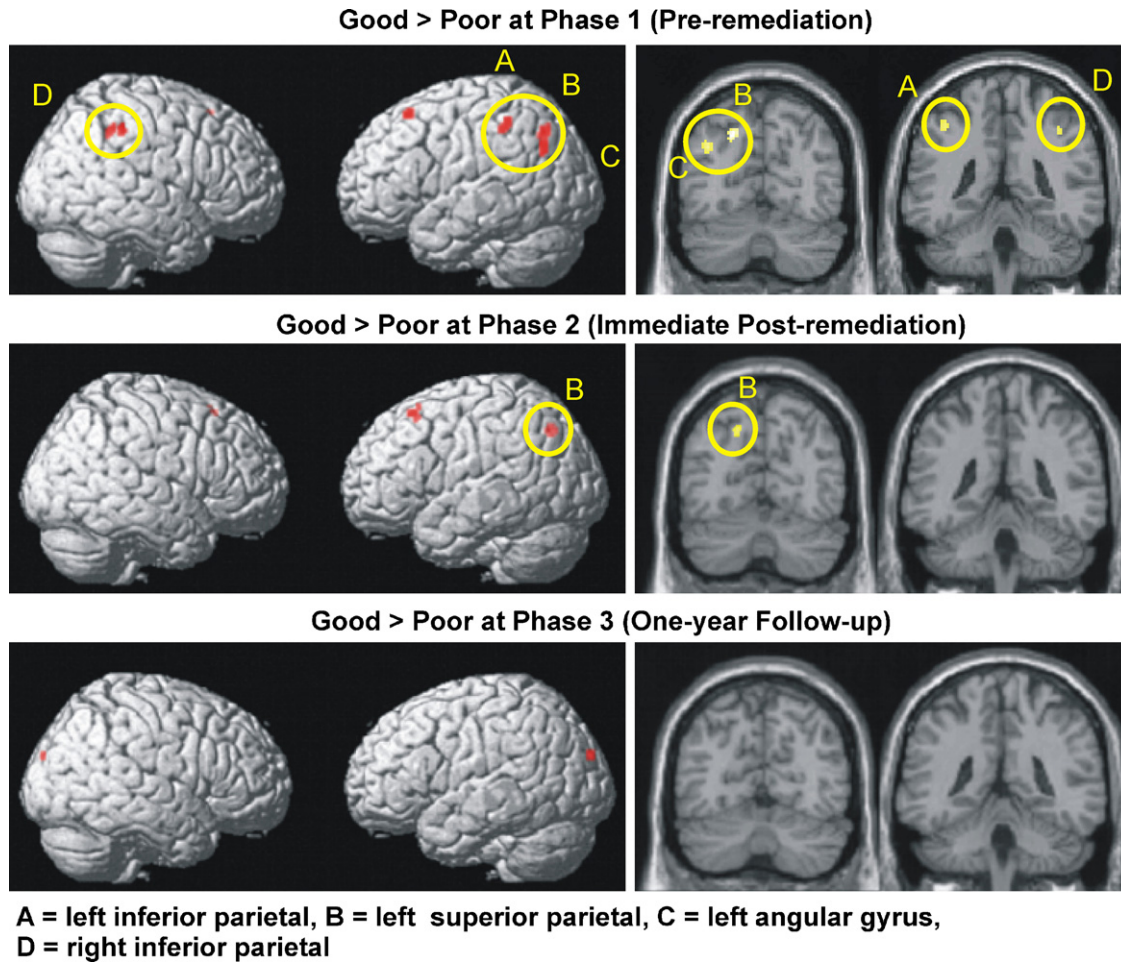 Good > Poor at Phase 1 (Pre-remediation)
D
A
B
C
B
C
A
D
Good > Poor at Phase 2 (Immediate Post-remediation)
B
B
Good > Poor at Phase 3 (One-year Follow-up)
A = left inferior parietal, B = left superior parietal, C = left angular gyrus,
D = right inferior parietal